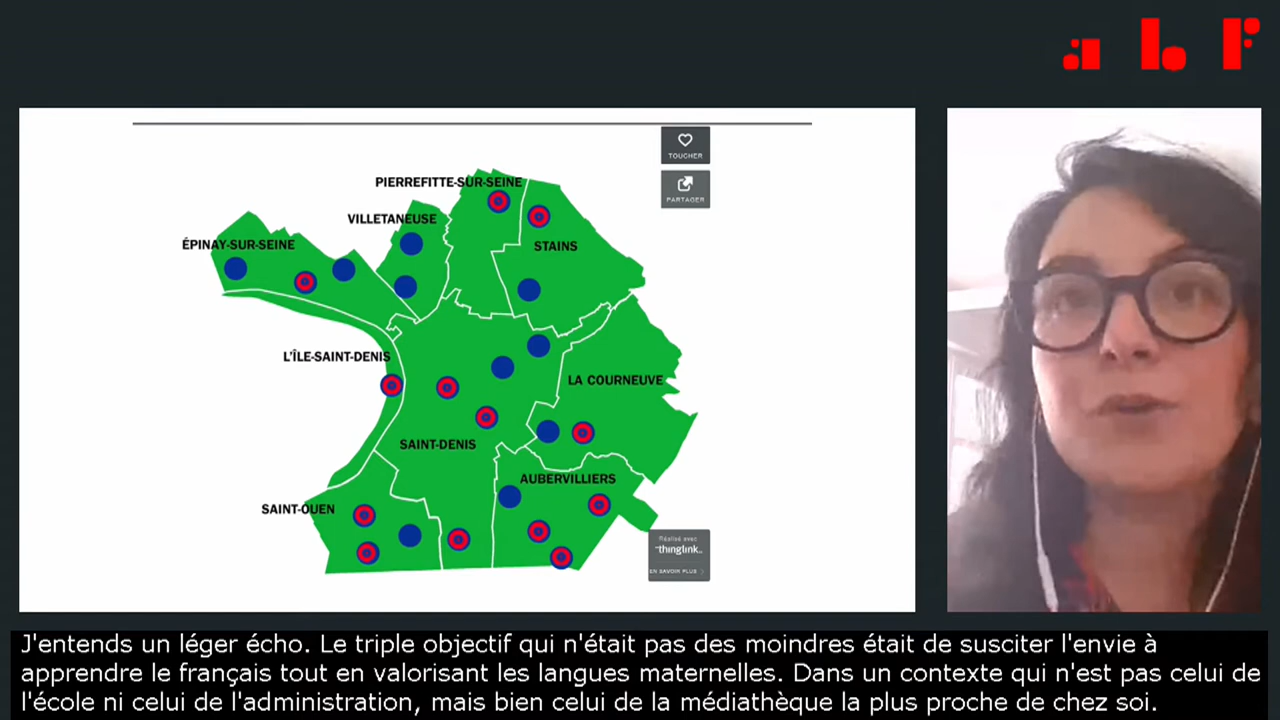 abf
TOUCHER
PARTAGER
PIERREFITTE-SUR-SEINE
VILLETANEUSE
ÉPINAY-SUR-SEINE
STAINS
L'ÎLE-SAINT-DENIS
LA COURNEUVE
SAINT-DENIS
AUBERVILLIERS
SAINT-OUEN
Réalisé avec
thinglink..
EN SAVOIR PLUS >
J'entends un léger écho. Le triple objectif qui n'était pas des moindres était de susciter l'envie à
apprendre le français tout en valorisant les langues maternelles. Dans un contexte qui n'est pas celui de
l'école ni celui de l'administration, mais bien celui de la médiathèque la plus proche de chez soi.